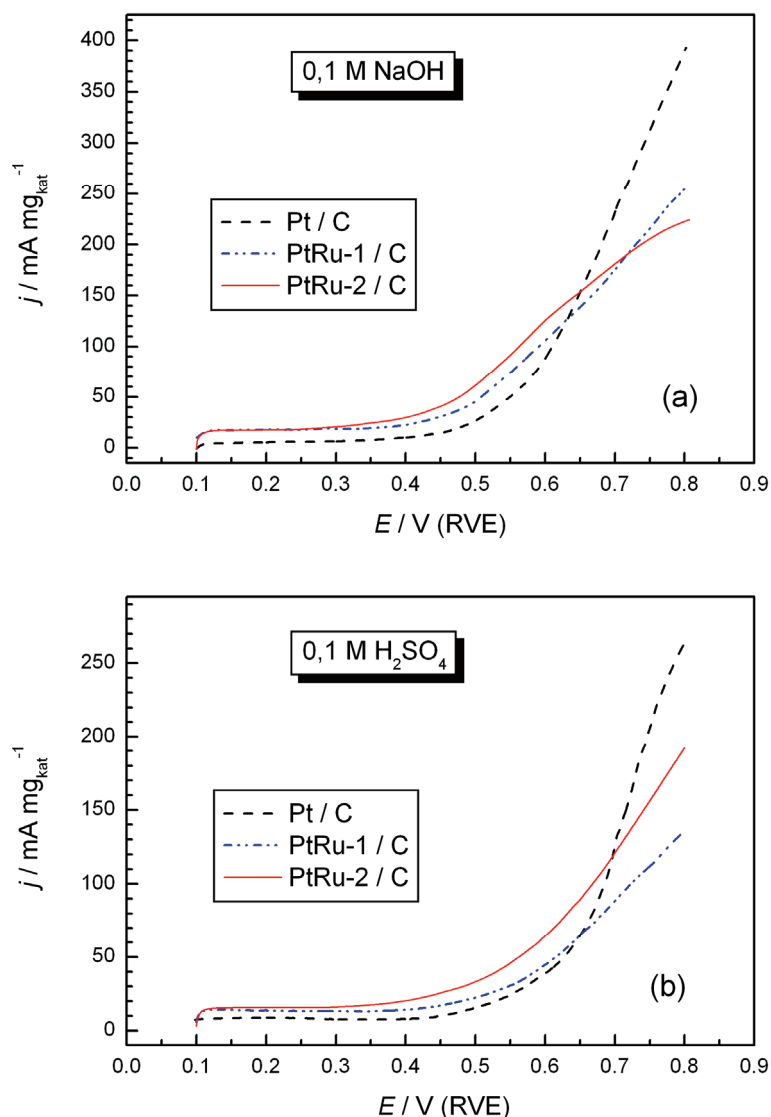 400
350
300
250
200
150
100
50
0
j / mA mg_kat^-1
0,1 M NaOH
Pt / C
PtRu-1 / C
PtRu-2 / C
(a)
0.0 0.1 0.2 0.3 0.4 0.5 0.6 0.7 0.8 0.9
E / V (RVE)
250
200
150
100
50
0
j / mA mg_kat^-1
0,1 M H₂SO₄
Pt / C
PtRu-1 / C
PtRu-2 / C
(b)
0.0 0.1 0.2 0.3 0.4 0.5 0.6 0.7 0.8 0.9
E / V (RVE)